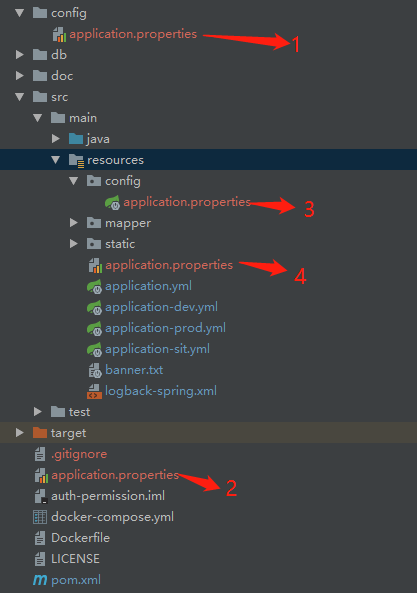 config
application.properties 1
db
doc
src
main
java
resources
config
application.properties 3
mapper
static
application.properties 4
application.yml
application-dev.yml
application-prod.yml
application-sit.yml
banner.txt
logback-spring.xml
test
target
.gitignore
application.properties 2
auth-permission.iml
docker-compose.yml
Dockerfile
LICENSE
m pom.xml